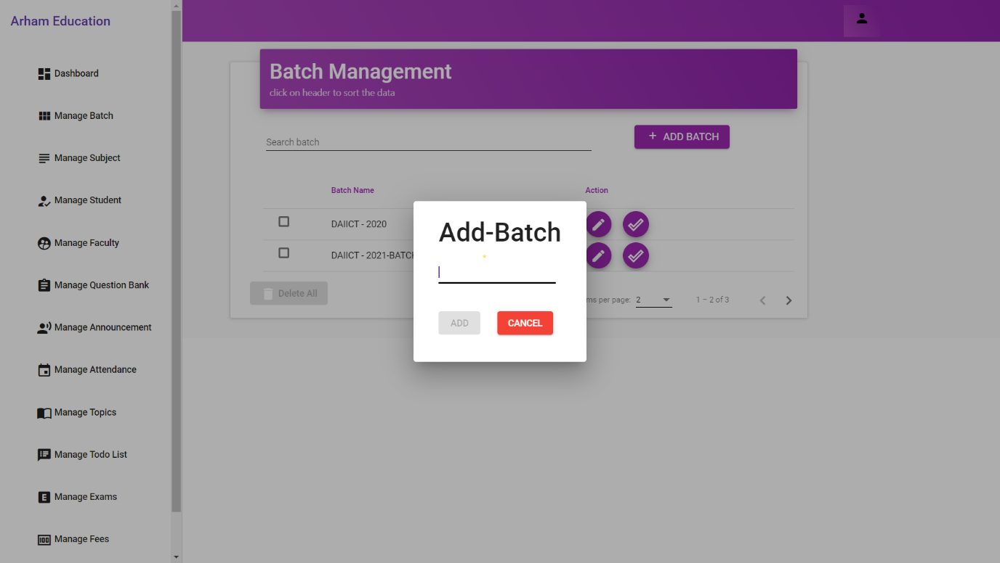 Arham Education
Dashboard
Manage Batch
Manage Subject
Manage Student
Manage Faculty
Manage Question Bank
Manage Announcement
Manage Attendance
Manage Topics
Manage Todo List
E Manage Exams
100 Manage Fees
Batch Management
click on header to sort the data
Search batch
+ ADD BATCH
Batch Name Action
DAIICT - 2020
DAIICT - 2021-BATCH
Delete All
ms per page: 2 1 – 2 of 3
Add-Batch
*
ADD CANCEL